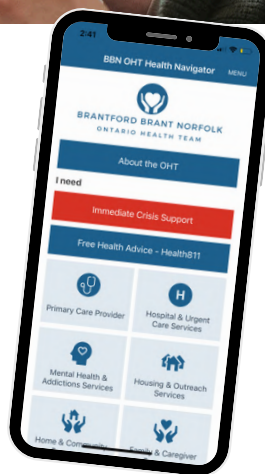 2:41
BBN OHT Health Navigator
MENU
BRANTFORD BRANT NORFOLK
ONTARIO HEALTH TEAM
About the OHT
I need
Immediate Crisis Support
Free Health Advice - Health811
Primary Care Provider
H
Hospital & Urgent
Care Services
Mental Health &
Addictions Services
Housing & Outreach
Services
Home & Community
Family & Caregiver